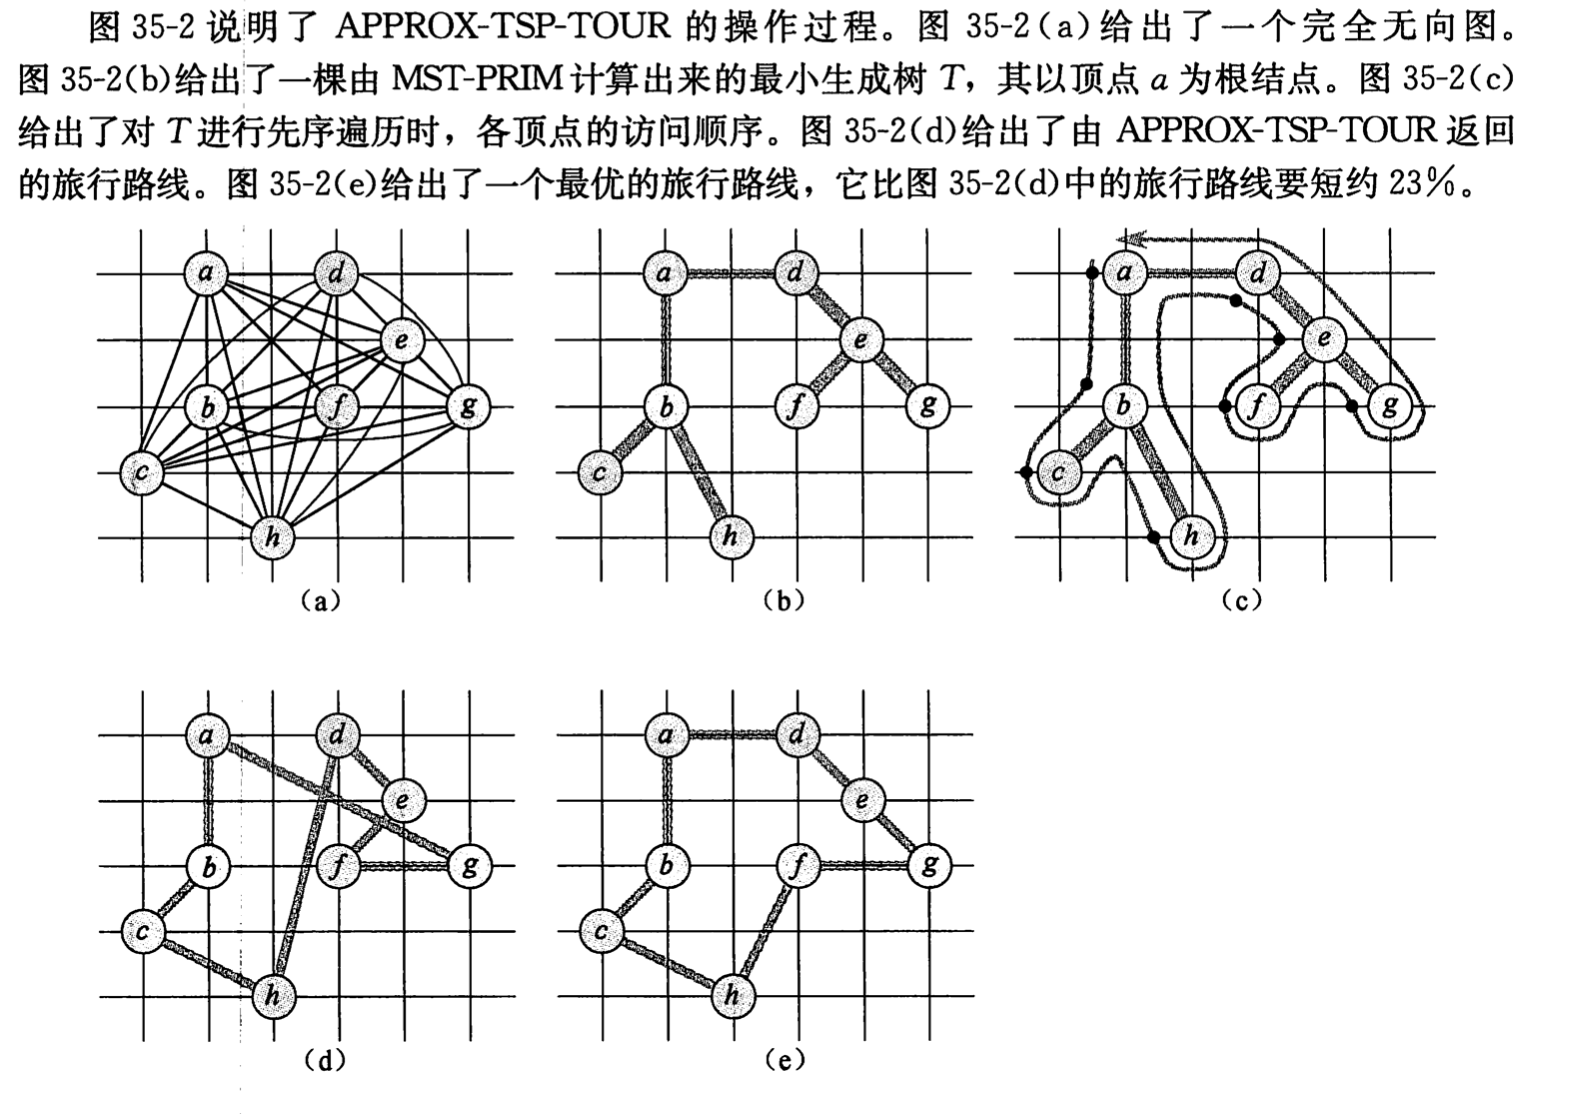 图 35-2 说明了 APPROX-TSP-TOUR 的操作过程。图 35-2(a)给出了一个完全无向图。
图 35-2(b)给出了一棵由 MST-PRIM 计算出来的最小生成树 T，其以顶点 a 为根结点。图 35-2(c)
给出了对 T 进行先序遍历时，各顶点的访问顺序。图 35-2(d)给出了由 APPROX-TSP-TOUR 返回
的旅行路线。图 35-2(e)给出了一个最优的旅行路线，它比图 35-2(d)中的旅行路线要短约 23%。
a d
e
b f g
c
h
(a)
a d
e
b f g
c
h
(b)
a d
e
b f g
c
h
(c)
a d
e
b f g
c
h
(d)
a d
e
b f g
c
h
(e)